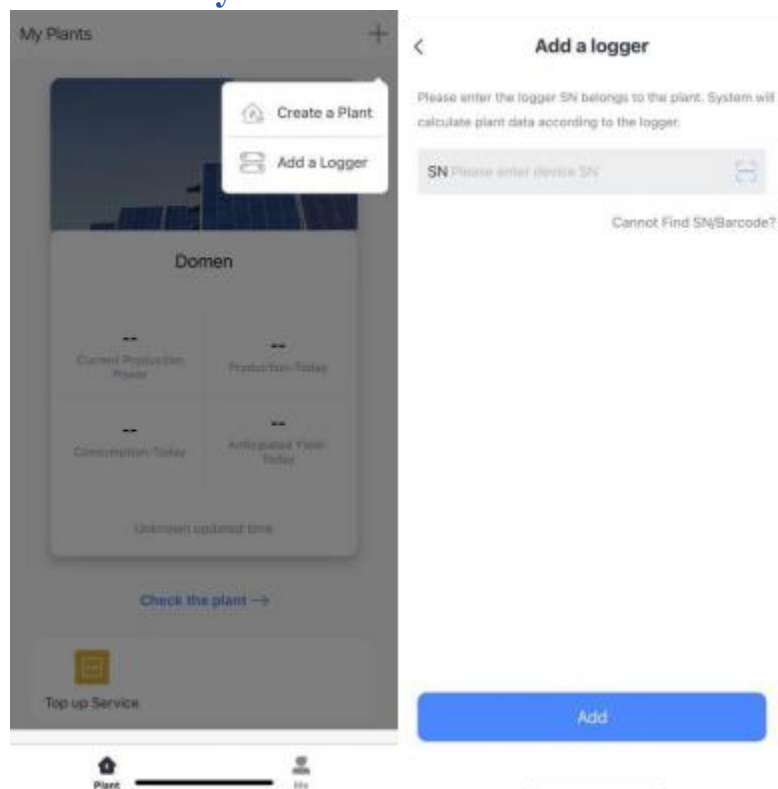 My Plants
Create a Plant
Add a Logger
Domen
--
Current Production
Power
--
Production-Today
--
Consumption-Today
--
Anticipated Yield-
Today
Unknown updated time
Check the plant →
Top up Service
Plant
Me
Add a logger
Please enter the logger SN belongs to the plant. System will
calculate plant data according to the logger.
SN Please enter device SN
Cannot Find SN/Barcode?
Add